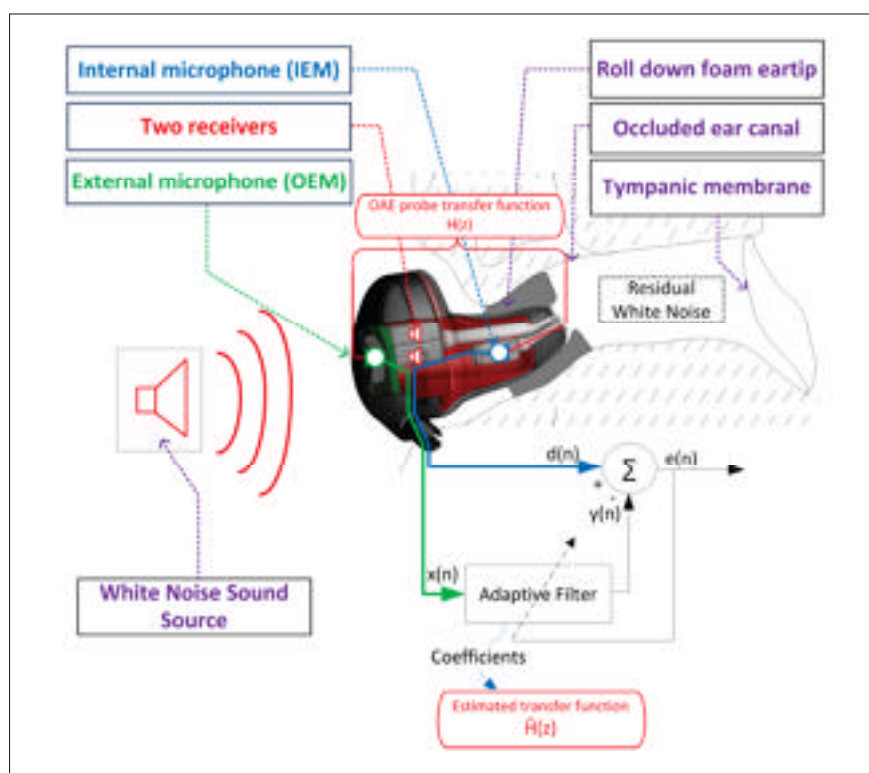 Internal microphone (IEM)
Two receivers
External microphone (OEM)
Roll down foam eartip
Occluded ear canal
Tympanic membrane
OAE probe transfer function
H(z)
Residual
White Noise
d(n)
Σ
e(n)
+
-
y(n)
x(n)
Adaptive Filter
White Noise Sound
Source
Coefficients
Estimated transfer function
Ĥ(z)